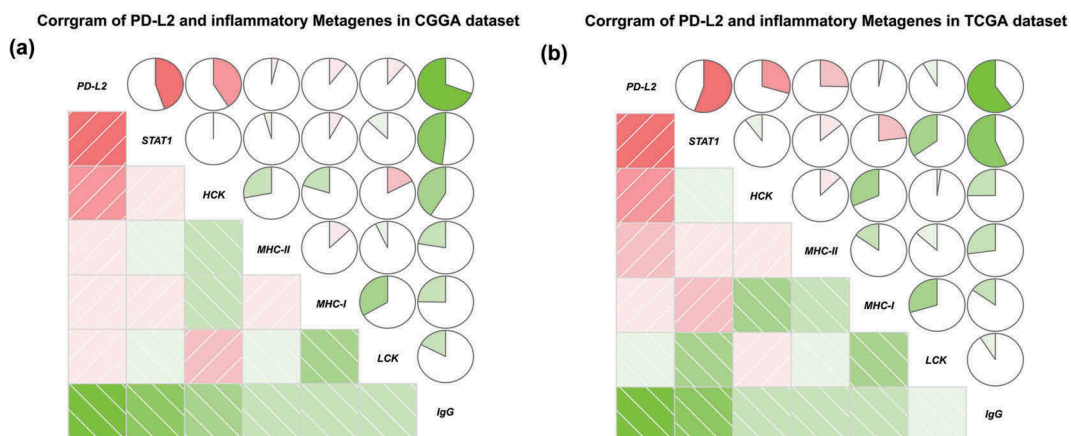 Corrgram of PD-L2 and inflammatory Metagenes in CGGA dataset
(a)
PD-L2
STAT1
HCK
MHC-II
MHC-I
LCK
IgG
Corrgram of PD-L2 and inflammatory Metagenes in TCGA dataset
(b)
PD-L2
STAT1
HCK
MHC-II
MHC-I
LCK
IgG